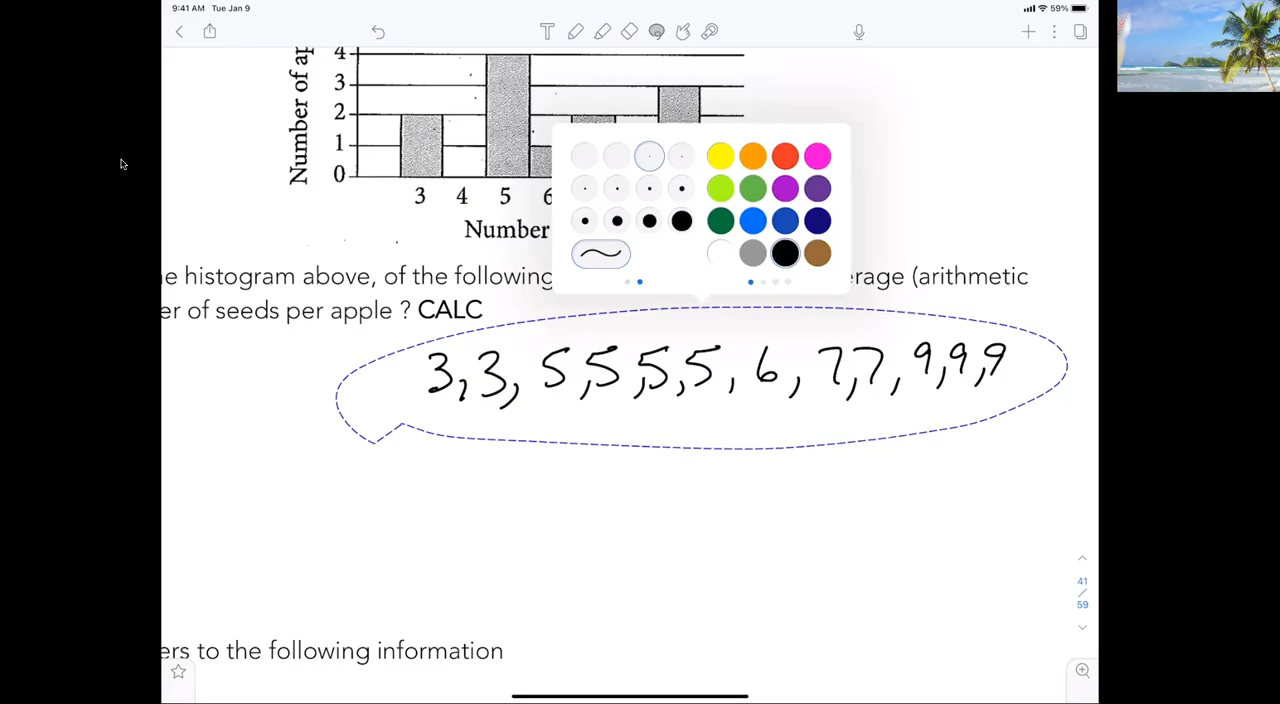 9:41 AM Tue Jan 9
59%
Number of ap
4
3
2
1
0
3 4 5 6
Number
e histogram above, of the following
erage (arithmetic
er of seeds per apple ? CALC
3, 3, 5, 5, 5, 5, 6, 7, 7, 9, 9, 9
41
/
59
ers to the following information